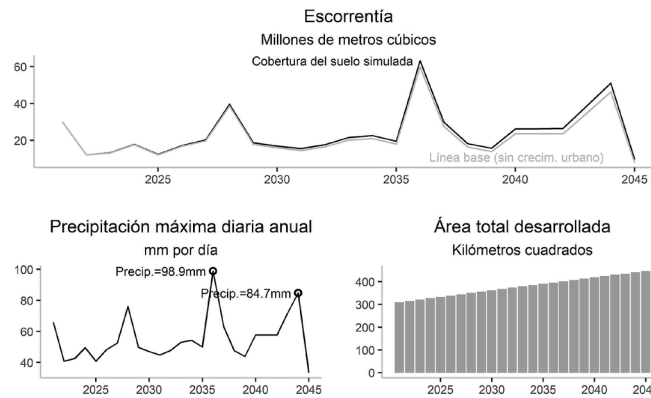 Escorrentía
Millones de metros cúbicos
Cobertura del suelo simulada
60
40
20
Línea base (sin crecim. urbano)
2025
2030
2035
2040
2045
Precipitación máxima diaria anual
mm por día
Precip.=98.9mm
Precip.=84.7mm
100
80
60
40
2025
2030
2035
2040
2045
Área total desarrollada
Kilómetros cuadrados
400
300
200
100
0
2025
2030
2035
2040